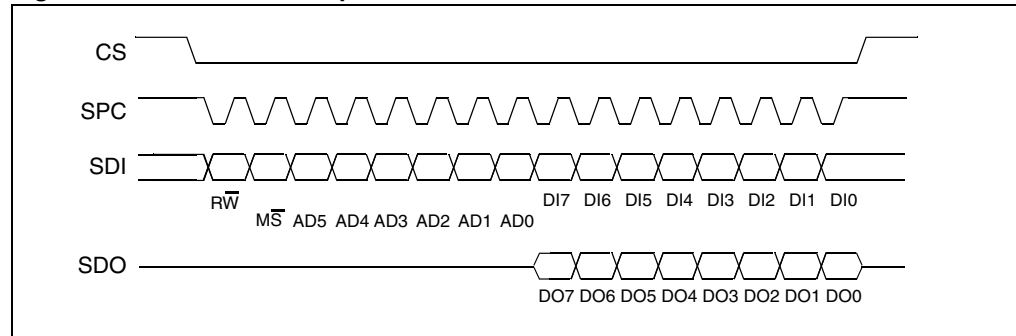 CS
SPC
SDI
RW̅
DI7 DI6 DI5 DI4 DI3 DI2 DI1 DI0
MS̅ AD5 AD4 AD3 AD2 AD1 AD0
SDO
DO7 DO6 DO5 DO4 DO3 DO2 DO1 DO0